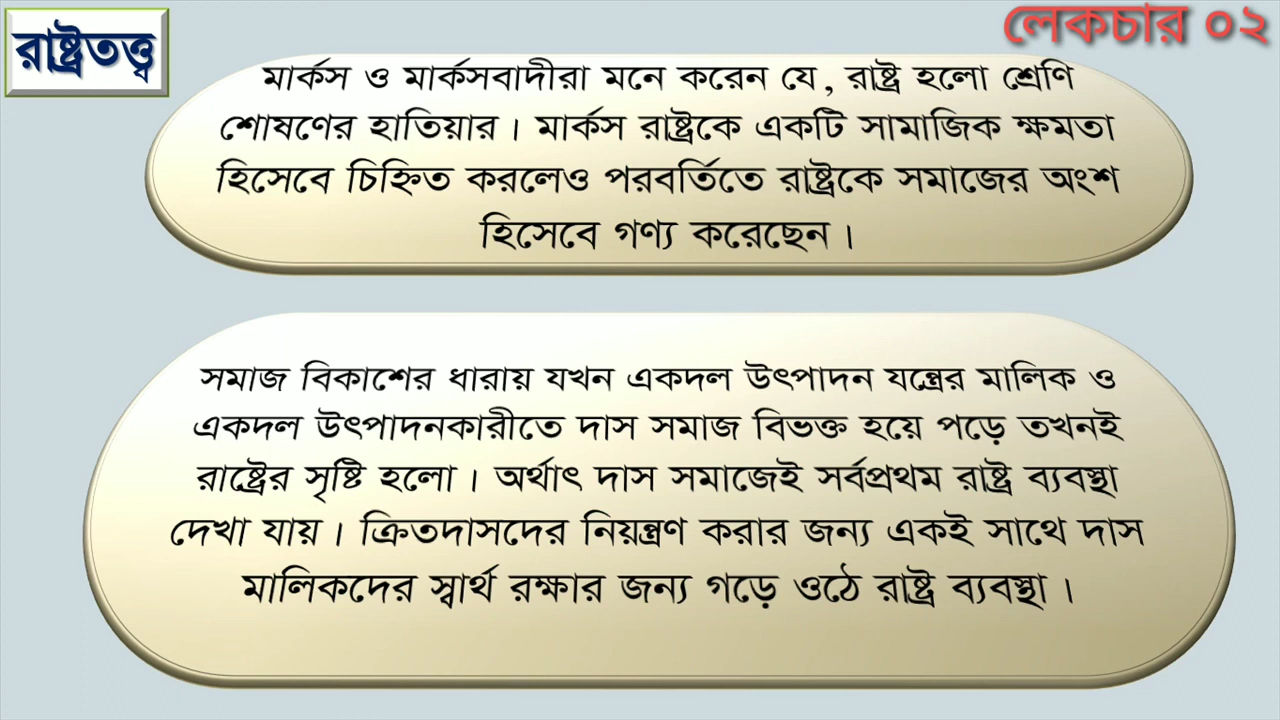 রাষ্ট্রতত্ত্ব
লেকচার ০২
মার্কস ও মার্কসবাদীরা মনে করেন যে, রাষ্ট্র হলো শ্রেণি
শোষণের হাতিয়ার। মার্কস রাষ্ট্রকে একটি সামাজিক ক্ষমতা
হিসেবে চিহ্নিত করলেও পরবর্তিতে রাষ্ট্রকে সমাজের অংশ
হিসেবে গণ্য করেছেন।
সমাজ বিকাশের ধারায় যখন একদল উৎপাদন যন্ত্রের মালিক ও
একদল উৎপাদনকারীতে দাস সমাজ বিভক্ত হয়ে পড়ে তখনই
রাষ্ট্রের সৃষ্টি হলো। অর্থাৎ দাস সমাজেই সর্বপ্রথম রাষ্ট্র ব্যবস্থা
দেখা যায়। ক্রিতদাসদের নিয়ন্ত্রণ করার জন্য একই সাথে দাস
মালিকদের স্বার্থ রক্ষার জন্য গড়ে ওঠে রাষ্ট্র ব্যবস্থা।